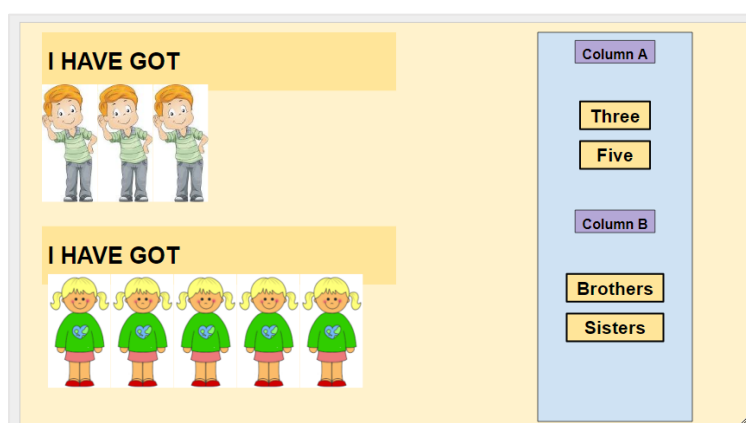 I HAVE GOT
I HAVE GOT
Column A
Three
Five
Column B
Brothers
Sisters